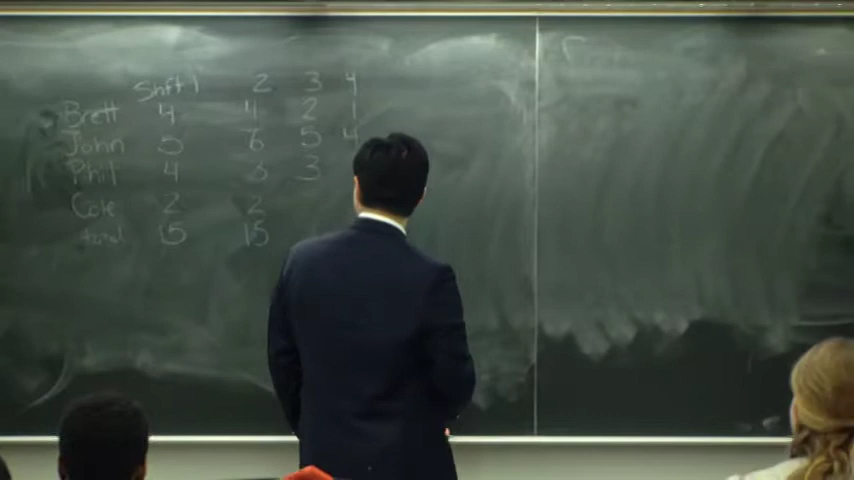 Shift 1 2 3 4
Brett 4 4 2 1
John 5 6 5 4
Phil 4 3 3
Cole 2 2
total 15 15